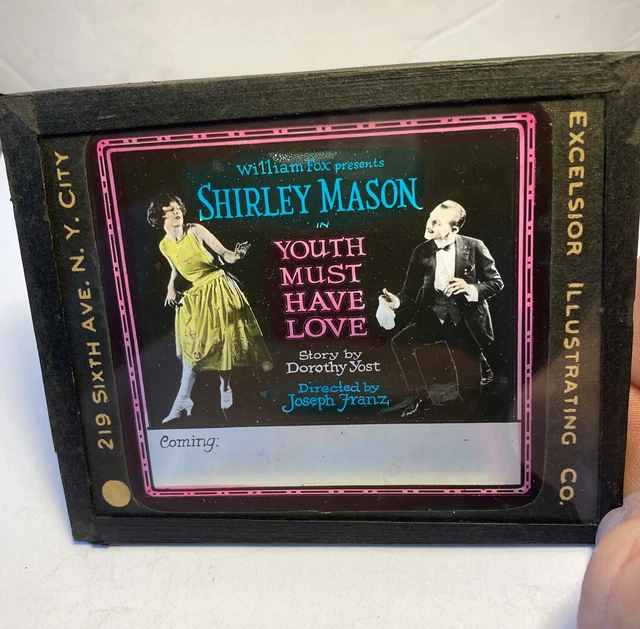 William Fox presents
SHIRLEY MASON
IN
YOUTH
MUST
HAVE
LOVE
Story by
Dorothy Yost
Directed by
Joseph Franz
Coming:
219 SIXTH AVE. N. Y. CITY
EXCELSIOR ILLUSTRATING CO.